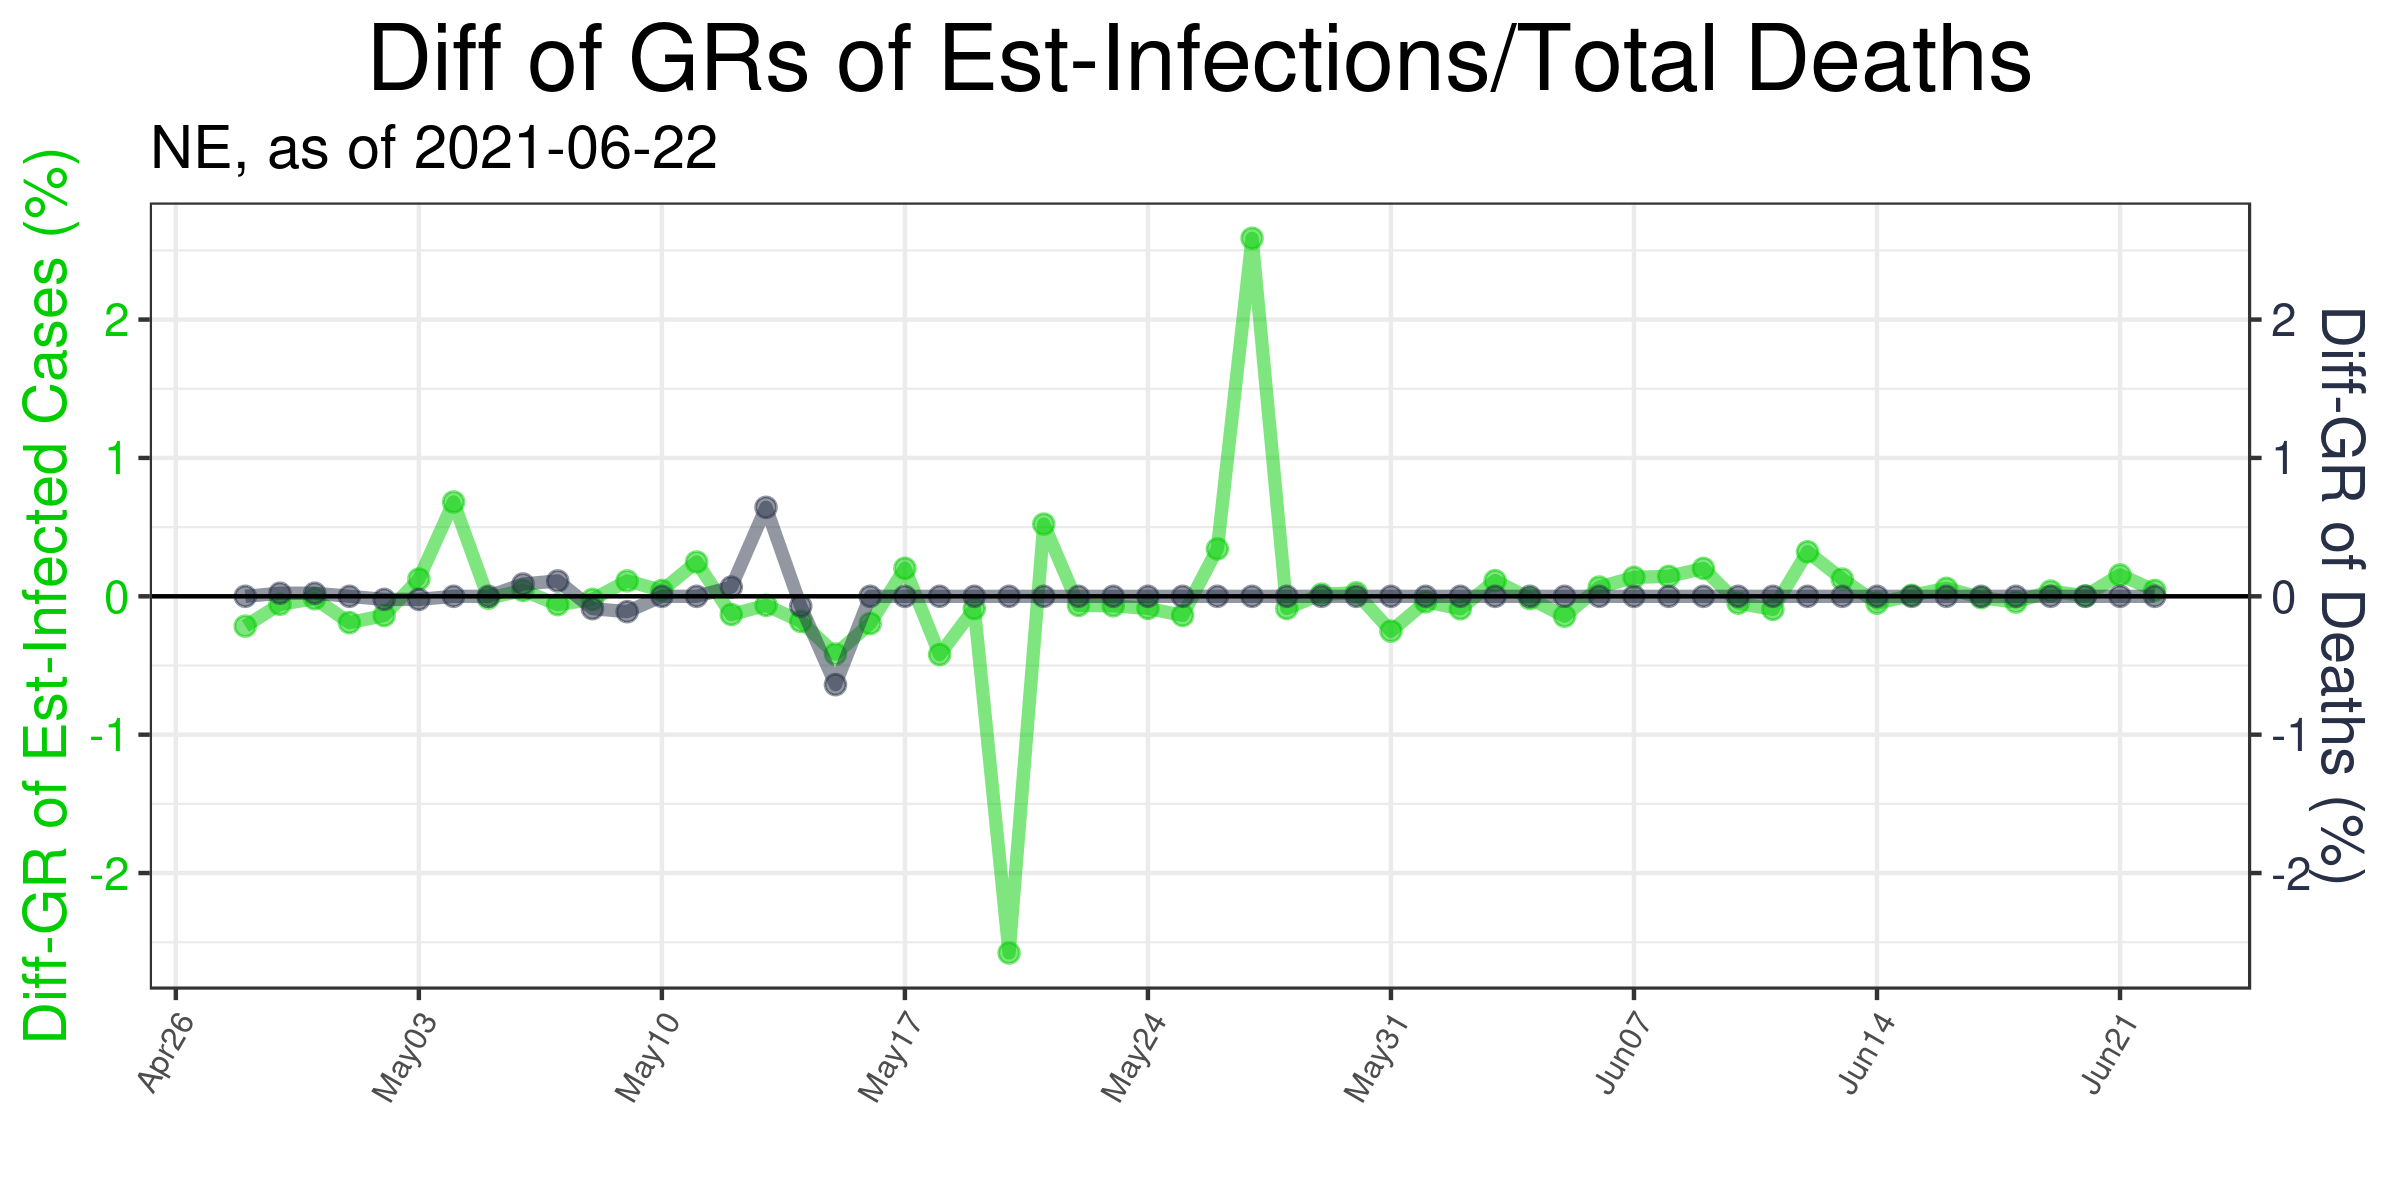 Diff of GRs of Est-Infections/Total Deaths
NE, as of 2021-06-22
Diff-GR of Est-Infected Cases (%)
2
1
0
-1
-2
2
1
0
-1
-2
Diff-GR of Deaths (%)
Apr26
May03
May10
May17
May24
May31
Jun07
Jun14
Jun21